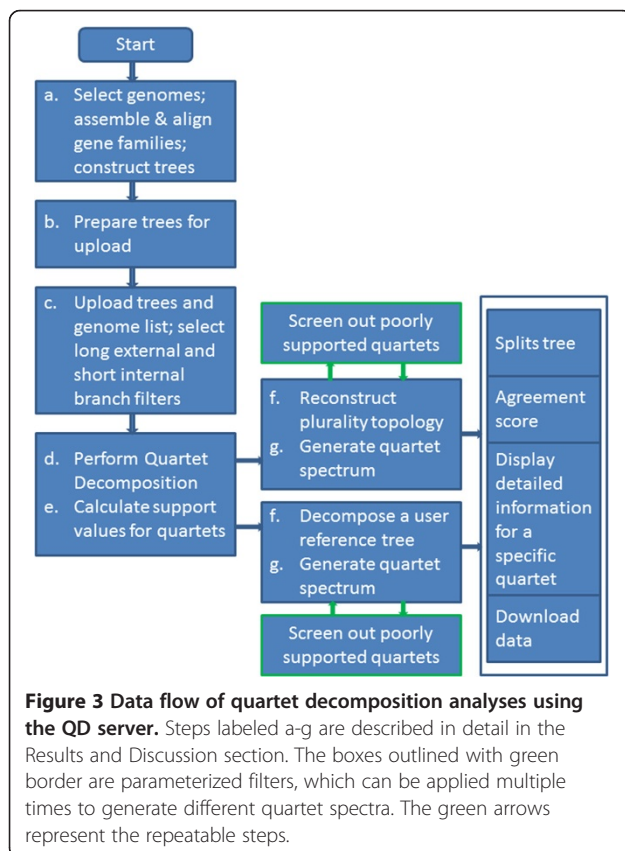 Start
a. Select genomes;
assemble & align
gene families;
construct trees
b. Prepare trees for
upload
c. Upload trees and
genome list; select
long external and
short internal
branch filters
d. Perform Quartet
Decomposition
e. Calculate support
values for quartets
Screen out poorly
supported quartets
f. Reconstruct
plurality topology
g. Generate quartet
spectrum
f. Decompose a user
reference tree
g. Generate quartet
spectrum
Screen out poorly
supported quartets
Splits tree
Agreement
score
Display
detailed
information
for a
specific
quartet
Download
data
Figure 3 Data flow of quartet decomposition analyses using
the QD server. Steps labeled a-g are described in detail in the
Results and Discussion section. The boxes outlined with green
border are parameterized filters, which can be applied multiple
times to generate different quartet spectra. The green arrows
represent the repeatable steps.